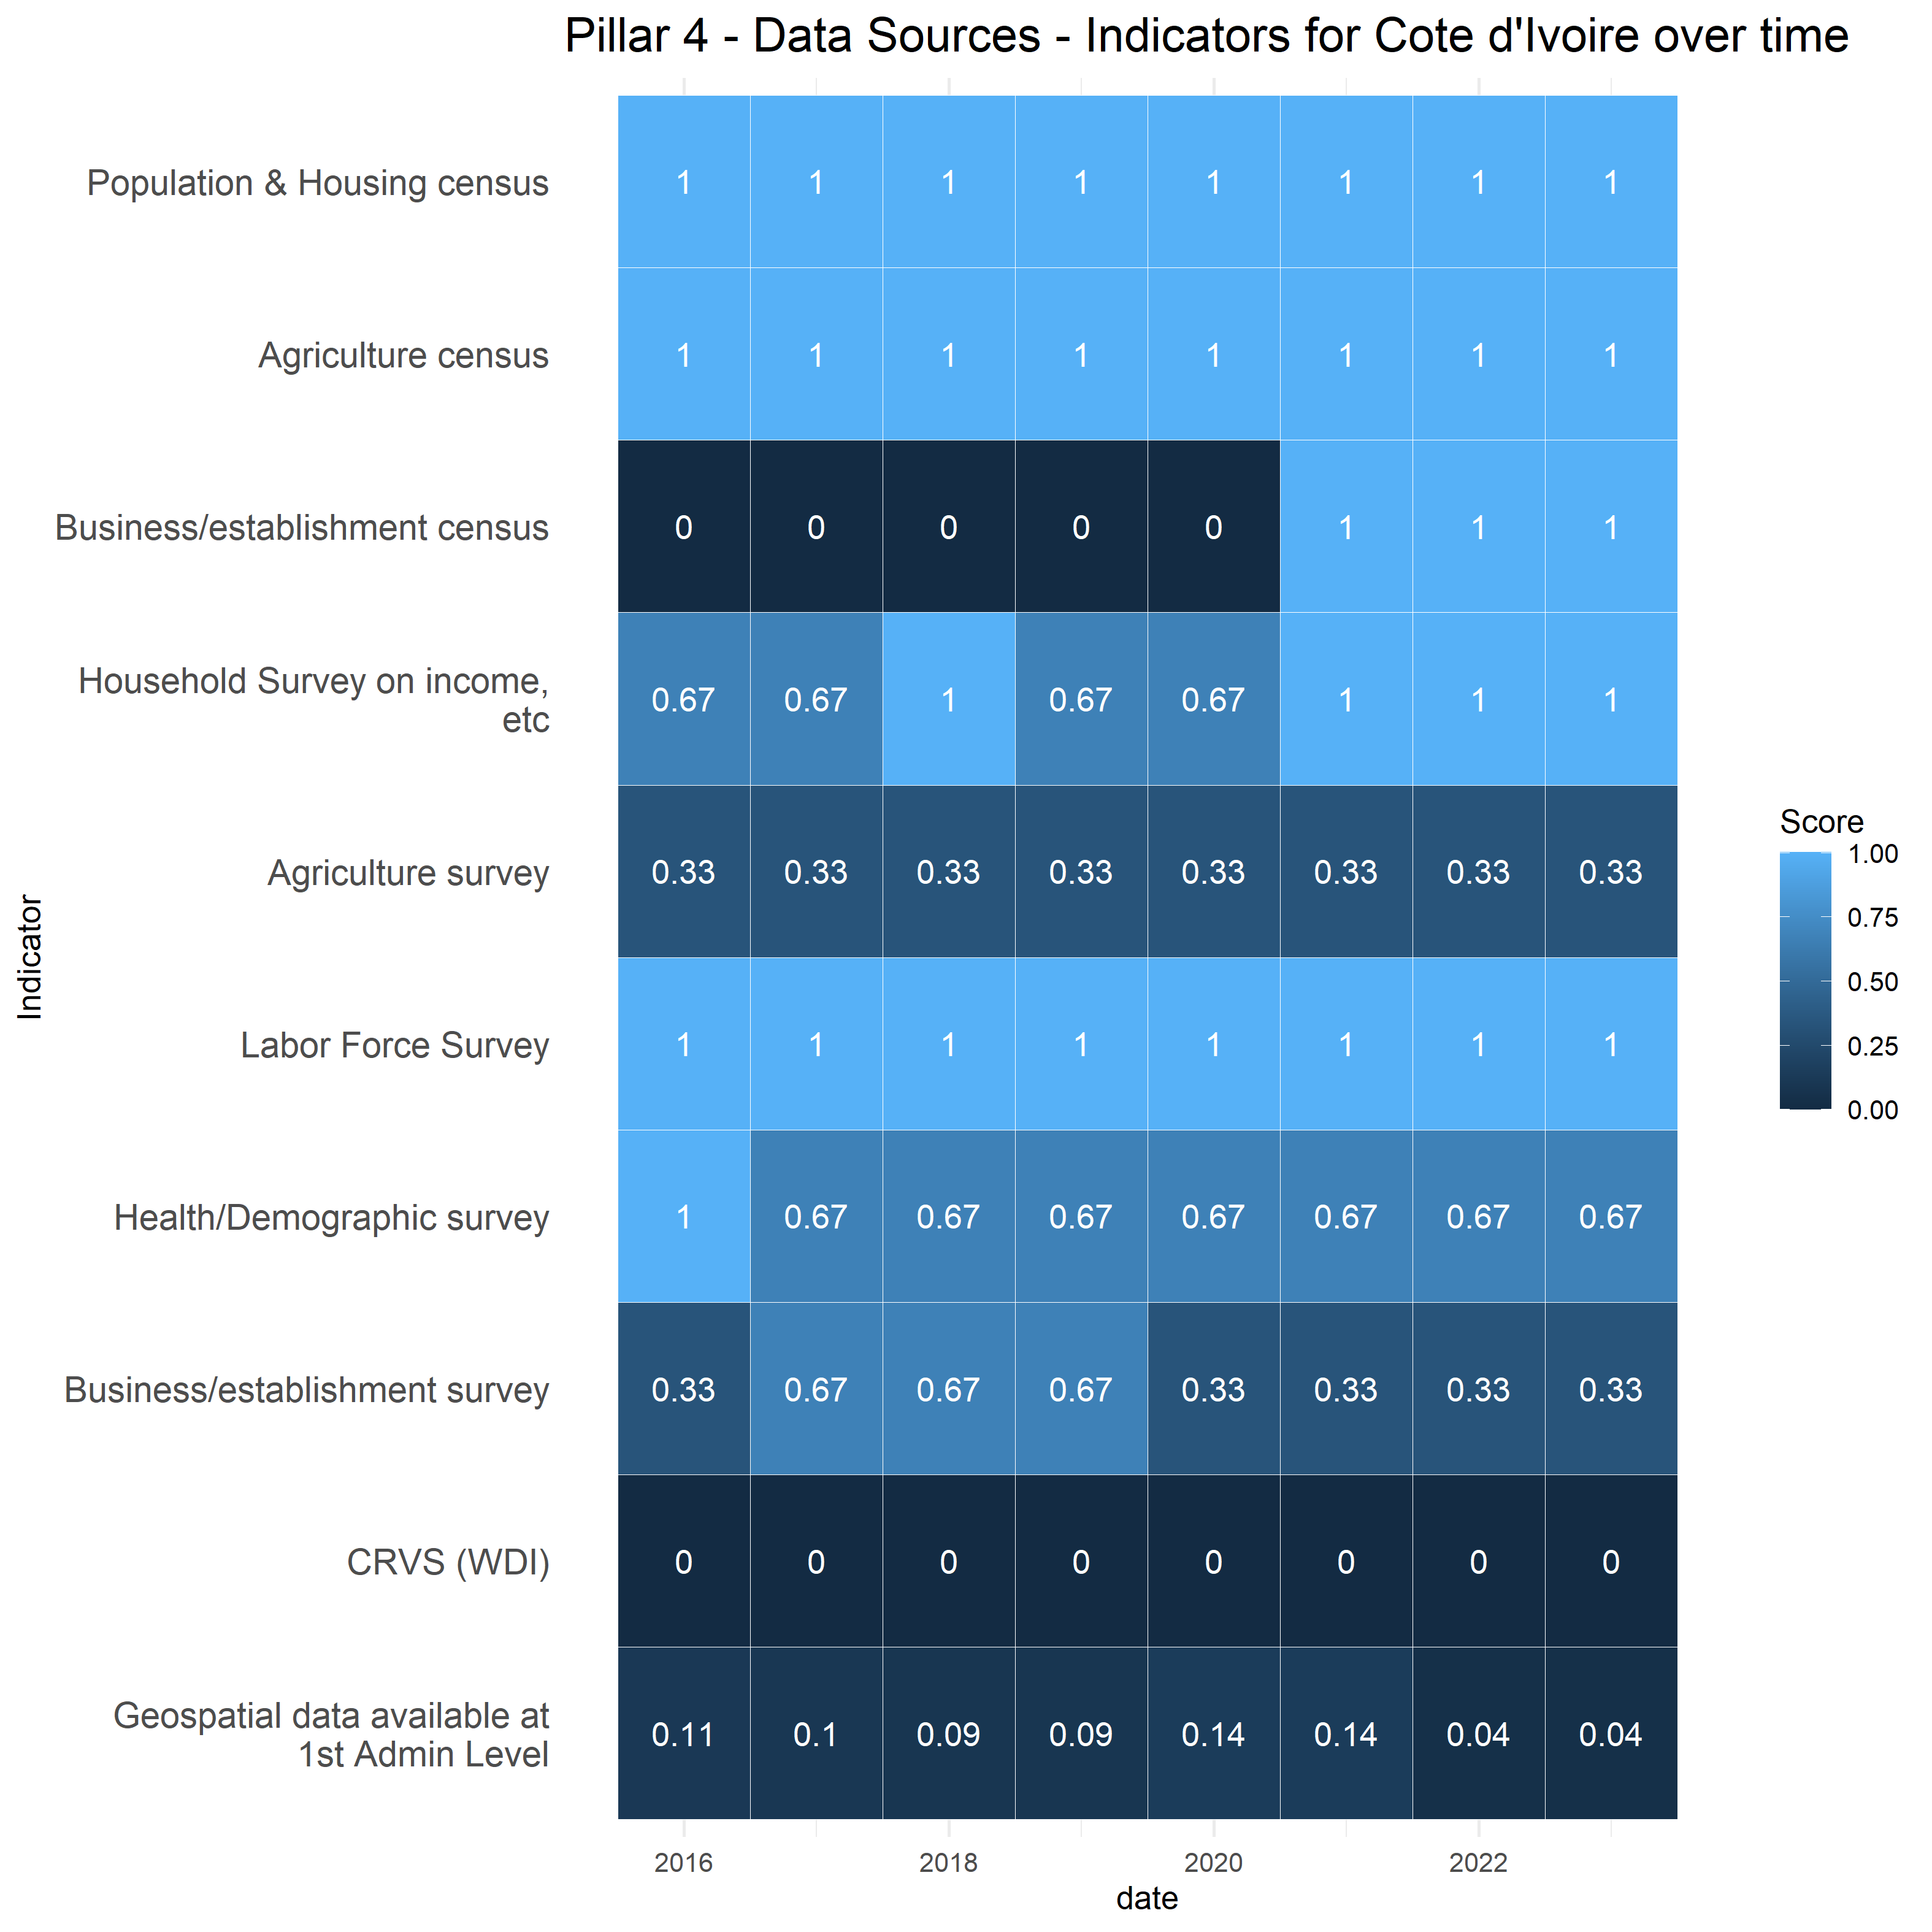 Pillar 4 - Data Sources - Indicators for Cote d'Ivoire over time
Population & Housing census
1 1 1 1 1 1 1 1
Agriculture census
1 1 1 1 1 1 1 1
Business/establishment census
0 0 0 0 0 1 1 1
Household Survey on income,
etc
0.67 0.67 1 0.67 0.67 1 1 1
Agriculture survey
0.33 0.33 0.33 0.33 0.33 0.33 0.33 0.33
Labor Force Survey
1 1 1 1 1 1 1 1
Health/Demographic survey
1 0.67 0.67 0.67 0.67 0.67 0.67 0.67
Business/establishment survey
0.33 0.67 0.67 0.67 0.33 0.33 0.33 0.33
CRVS (WDI)
0 0 0 0 0 0 0 0
Geospatial data available at
1st Admin Level
0.11 0.1 0.09 0.09 0.14 0.14 0.04 0.04
2016 2018 2020 2022
date
Indicator
Score
1.00
0.75
0.50
0.25
0.00